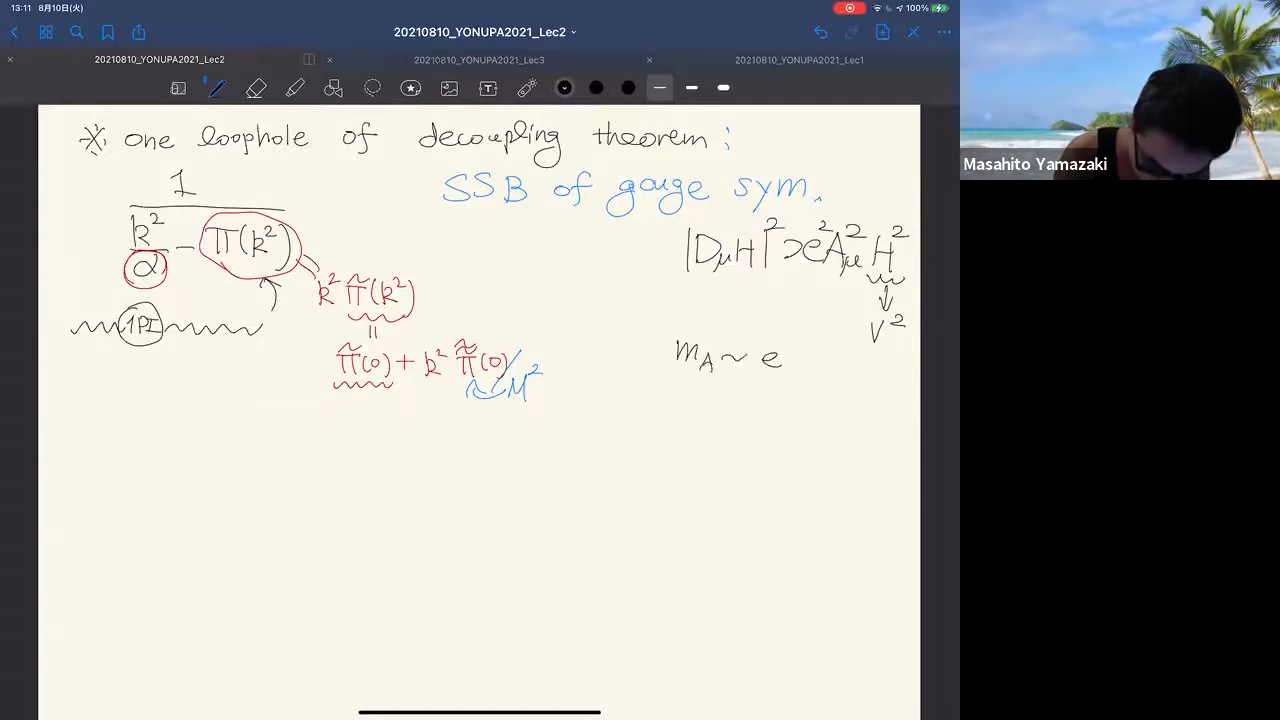 13:11 8月10日(火)
100%
20210810_YONUPA2021_Lec2
20210810_YONUPA2021_Lec2 20210810_YONUPA2021_Lec3 20210810_YONUPA2021_Lec1
Masahito Yamazaki
※ one loophole of decoupling theorem :
SSB of gauge sym.
1
k²/α - Π(k²)
|DμH|² > e²Aμ²H²
k² Π̃(k²)
V²
1PI
=
Π̃(0) + k² Π̃̃(0)/M²
mA ~ e